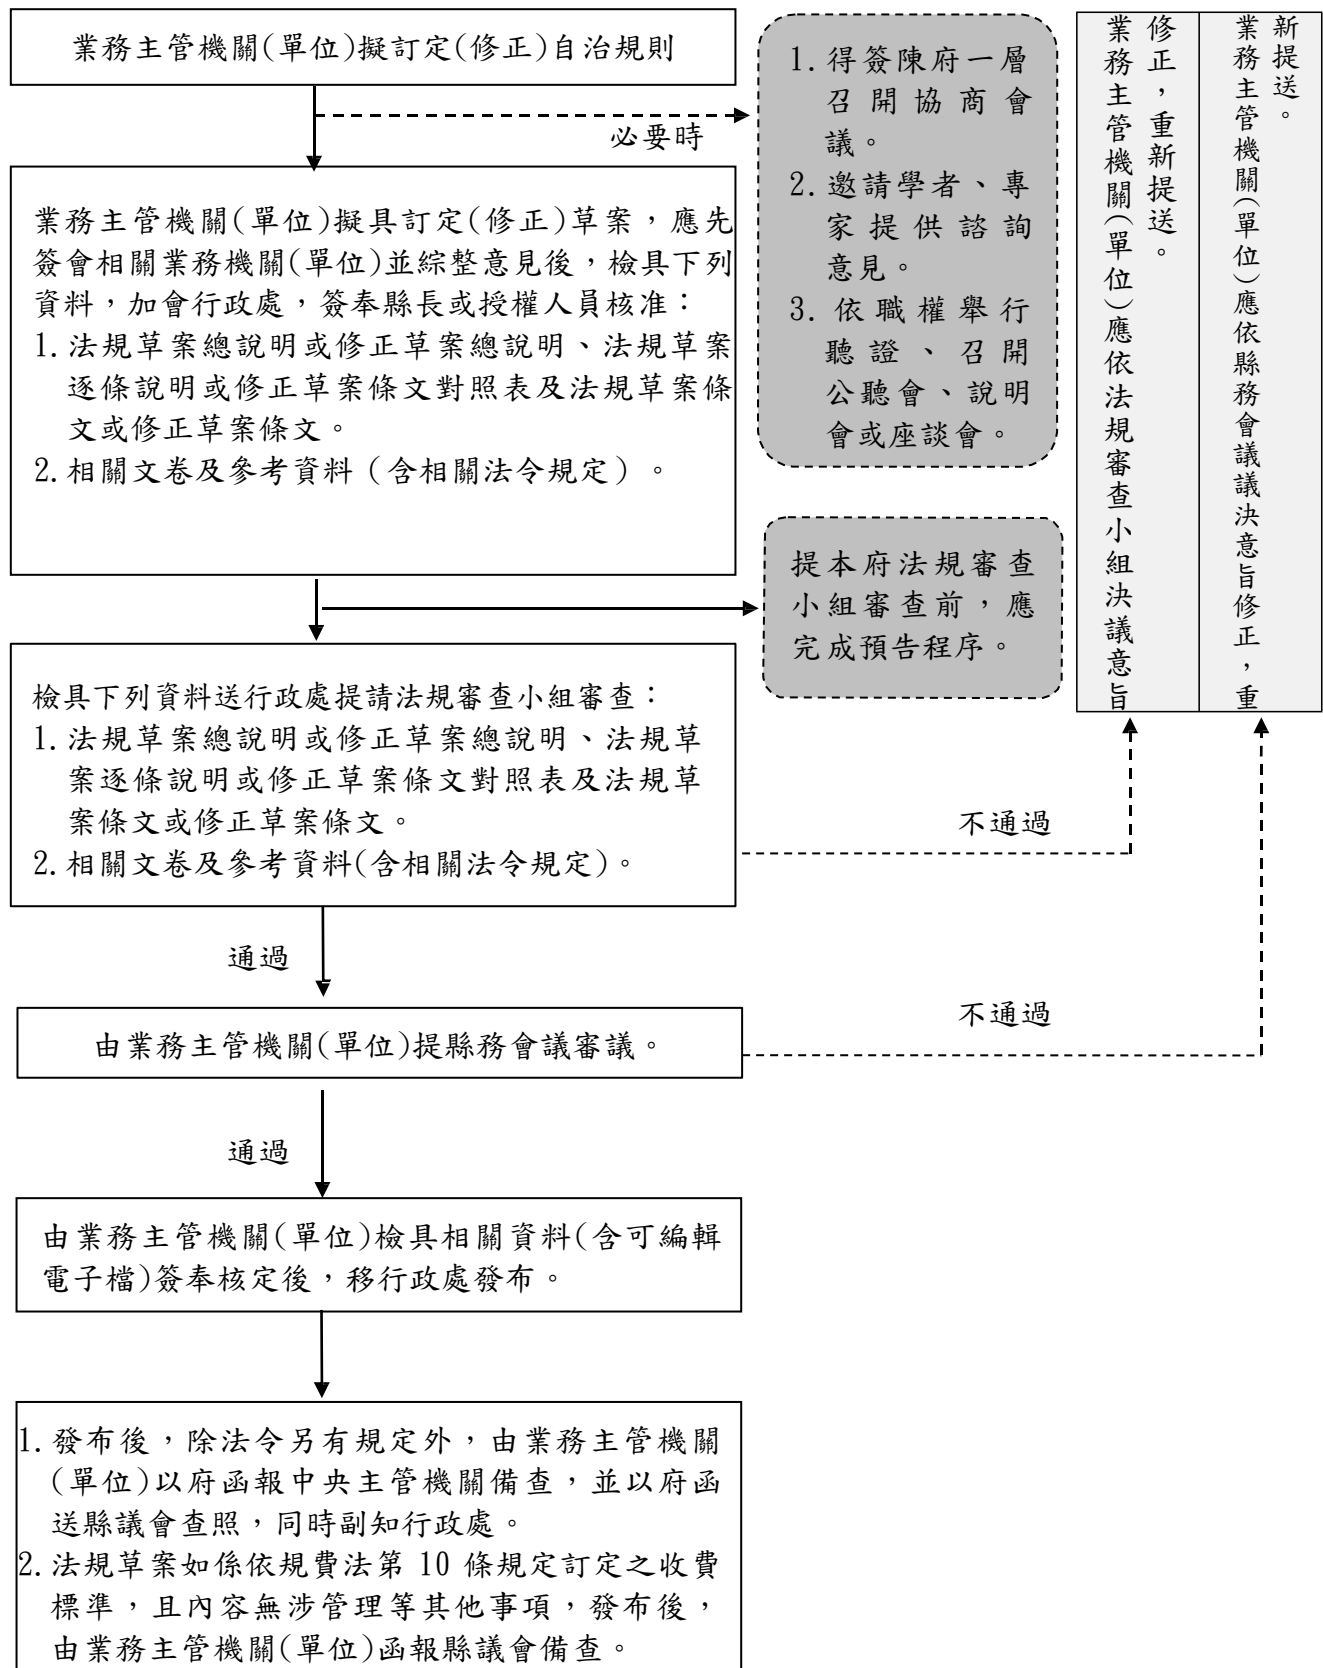 業務主管機關(單位)擬訂定(修正)自治規則
必要時
1.得簽陳府一層
召開協商會
議。
2.邀請學者、專
家提供諮詢
意見。
3.依職權舉行
聽證、召開
公聽會、說明
會或座談會。
業務主管機關(單位)擬具訂定(修正)草案，應先
簽會相關業務機關(單位)並綜整意見後，檢具下列
資料，加會行政處，簽奉縣長或授權人員核准：
1.法規草案總說明或修正草案總說明、法規草案
逐條說明或修正草案條文對照表及法規草案條
文或修正草案條文。
2.相關文卷及參考資料（含相關法令規定）。
提本府法規審查
小組審查前，應
完成預告程序。
檢具下列資料送行政處提請法規審查小組審查：
1.法規草案總說明或修正草案總說明、法規草
案逐條說明或修正草案條文對照表及法規草
案條文或修正草案條文。
2.相關文卷及參考資料(含相關法令規定)。
不通過
業務主管機關(單位)應依法規審查小組決議意旨
修正，重新提送。
通過
由業務主管機關(單位)提縣務會議審議。
不通過
業務主管機關(單位)應依縣務會議議決意旨修正，重
新提送。
通過
由業務主管機關(單位)檢具相關資料(含可編輯
電子檔)簽奉核定後，移行政處發布。
1.發布後，除法令另有規定外，由業務主管機關
(單位)以府函報中央主管機關備查，並以府函
送縣議會查照，同時副知行政處。
2.法規草案如係依規費法第 10 條規定訂定之收費
標準，且內容無涉管理等其他事項，發布後，
由業務主管機關(單位)函報縣議會備查。